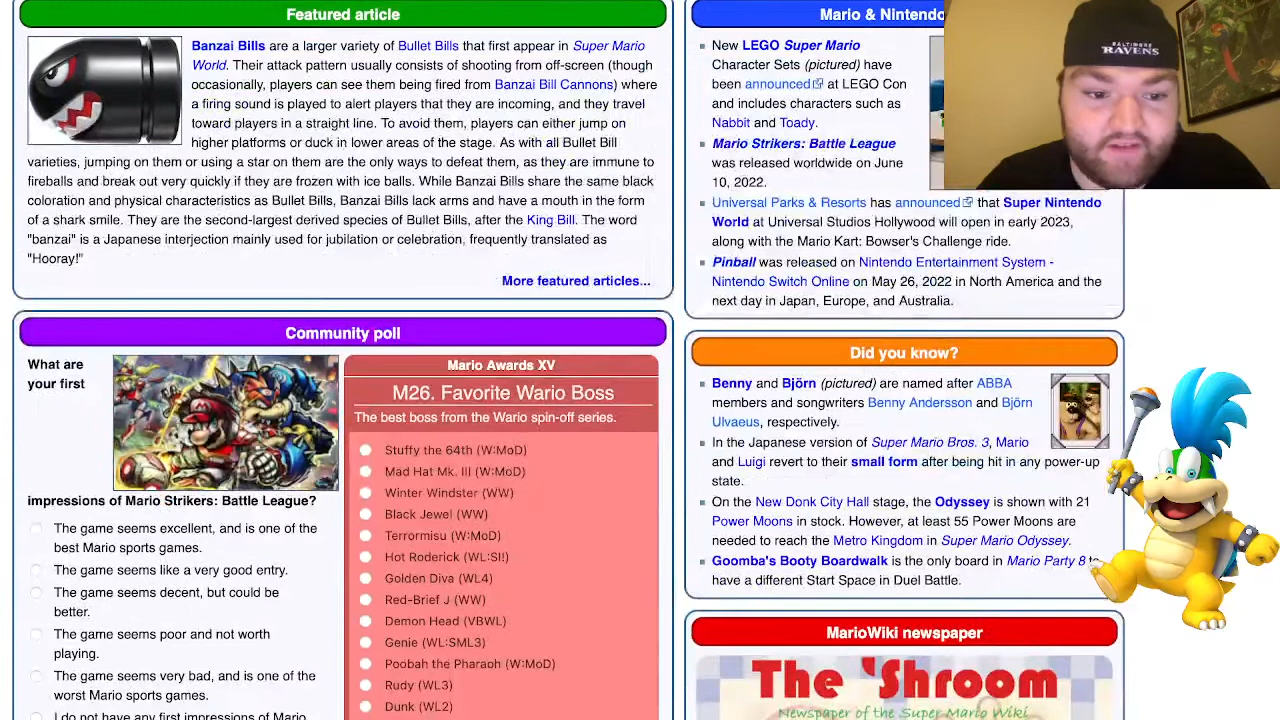 Featured article
Banzai Bills are a larger variety of Bullet Bills that first appear in Super Mario
World. Their attack pattern usually consists of shooting from off-screen (though
occasionally, players can see them being fired from Banzai Bill Cannons) where
a firing sound is played to alert players that they are incoming, and they travel
toward players in a straight line. To avoid them, players can either jump on
higher platforms or duck in lower areas of the stage. As with all Bullet Bill
varieties, jumping on them or using a star on them are the only ways to defeat them, as they are immune to
fireballs and break out very quickly if they are frozen with ice balls. While Banzai Bills share the same black
coloration and physical characteristics as Bullet Bills, Banzai Bills lack arms and have a mouth in the form
of a shark smile. They are the second-largest derived species of Bullet Bills, after the King Bill. The word
"banzai" is a Japanese interjection mainly used for jubilation or celebration, frequently translated as
"Hooray!"
More featured articles...
Community poll
What are
your first
impressions of Mario Strikers: Battle League?
The game seems excellent, and is one of the
best Mario sports games.
The game seems like a very good entry.
The game seems decent, but could be
better.
The game seems poor and not worth
playing.
The game seems very bad, and is one of the
worst Mario sports games.
I do not have any first impressions of Mario
Mario Awards XV
M26. Favorite Wario Boss
The best boss from the Wario spin-off series.
Stuffy the 64th (W:MoD)
Mad Hat Mk. III (W:MoD)
Winter Windster (WW)
Black Jewel (WW)
Terrormisu (W:MoD)
Hot Roderick (WL:SI!)
Golden Diva (WL4)
Red-Brief J (WW)
Demon Head (VBWL)
Genie (WL:SML3)
Poobah the Pharaoh (W:MoD)
Rudy (WL3)
Dunk (WL2)
Mario & Nintendo
New LEGO Super Mario
Character Sets (pictured) have
been announced at LEGO Con
and includes characters such as
Nabbit and Toady.
Mario Strikers: Battle League
was released worldwide on June
10, 2022.
Universal Parks & Resorts has announced that Super Nintendo
World at Universal Studios Hollywood will open in early 2023,
along with the Mario Kart: Bowser's Challenge ride.
Pinball was released on Nintendo Entertainment System -
Nintendo Switch Online on May 26, 2022 in North America and the
next day in Japan, Europe, and Australia.
BALTIMORE
RAVENS
Did you know?
Benny and Björn (pictured) are named after ABBA
members and songwriters Benny Andersson and Björn
Ulvaeus, respectively.
In the Japanese version of Super Mario Bros. 3, Mario
and Luigi revert to their small form after being hit in any power-up
state.
On the New Donk City Hall stage, the Odyssey is shown with 21
Power Moons in stock. However, at least 55 Power Moons are
needed to reach the Metro Kingdom in Super Mario Odyssey.
Goomba's Booty Boardwalk is the only board in Mario Party 8 to
have a different Start Space in Duel Battle.
MarioWiki newspaper
The 'Shroom
Newspaper of the Super Mario Wiki